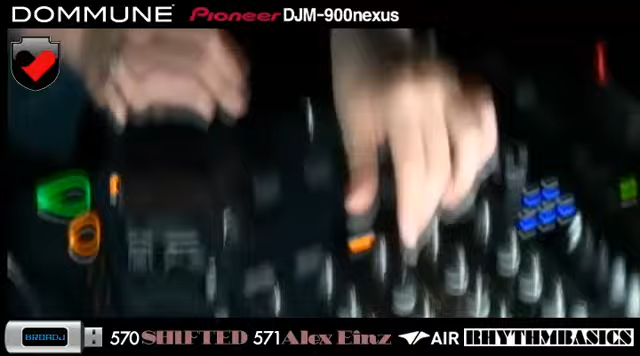 DOMMUNE Pioneer DJM-900nexus
BROADJ 570 SHIFTED 571 Alex Einz AIR RHYTHMBASICS